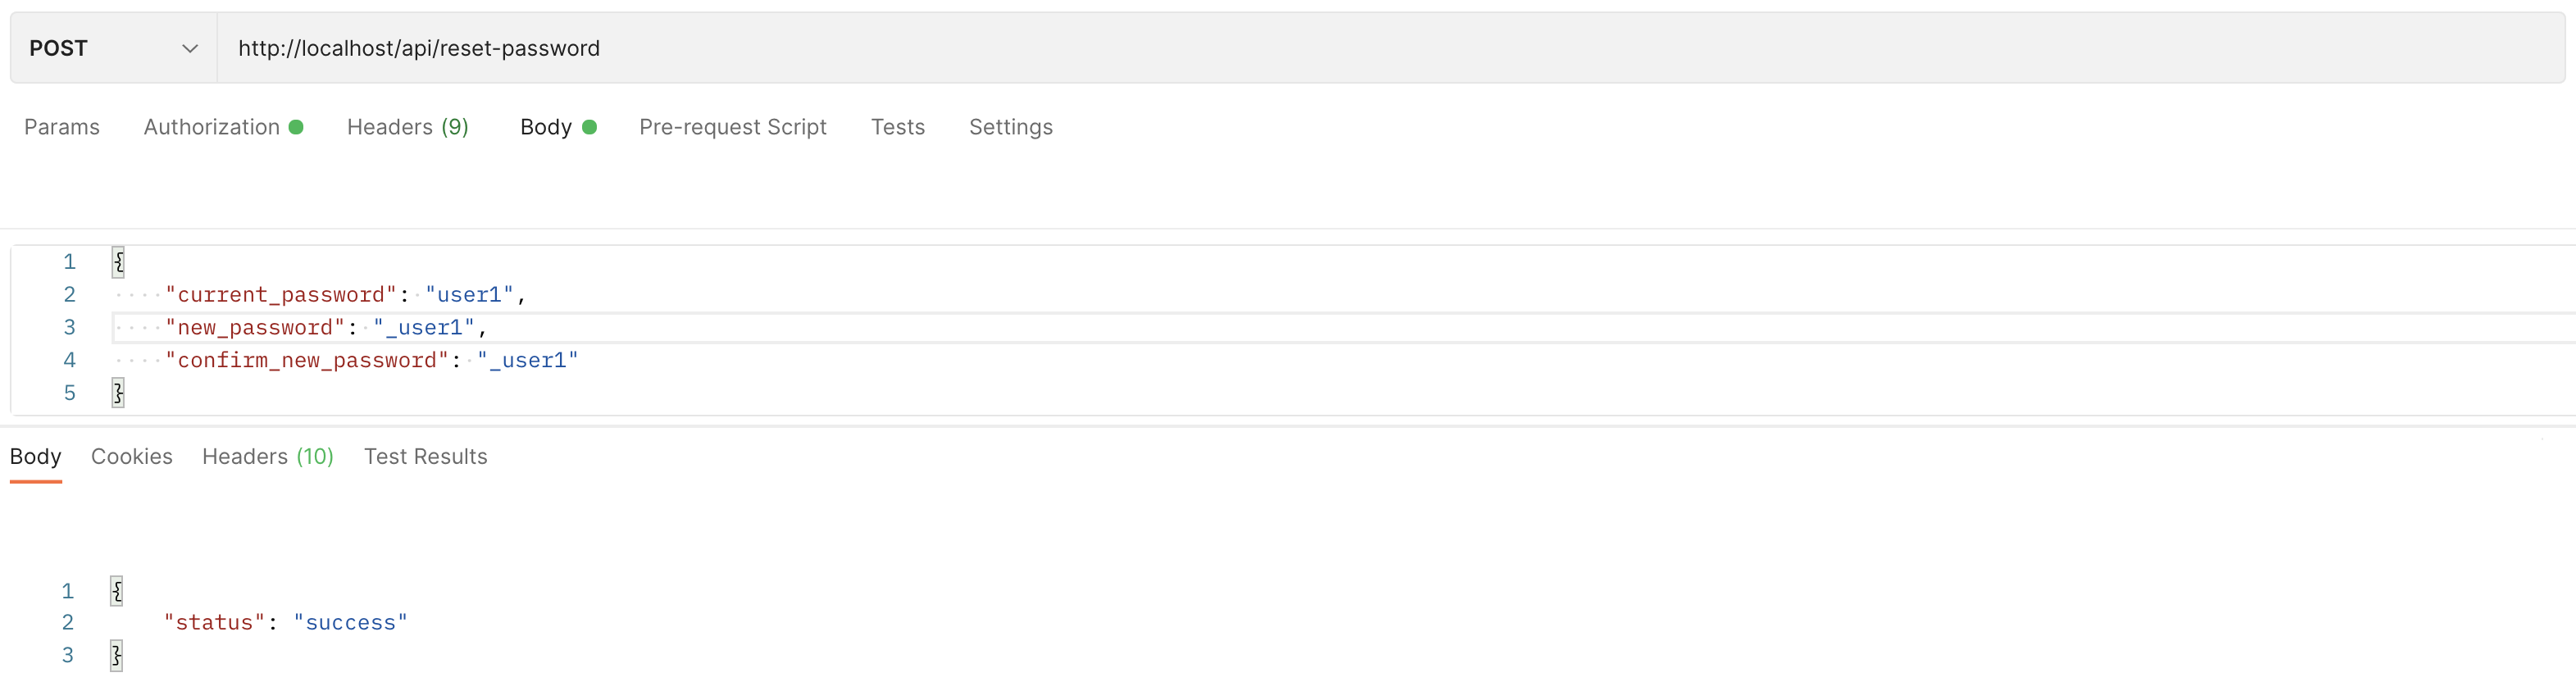 POST http://localhost/api/reset-password
Params Authorization Headers (9) Body Pre-request Script Tests Settings
1 {
2 "current_password": "user1",
3 "new_password": "_user1",
4 "confirm_new_password": "_user1"
5 }
Body Cookies Headers (10) Test Results
1 {
2 "status": "success"
3 }